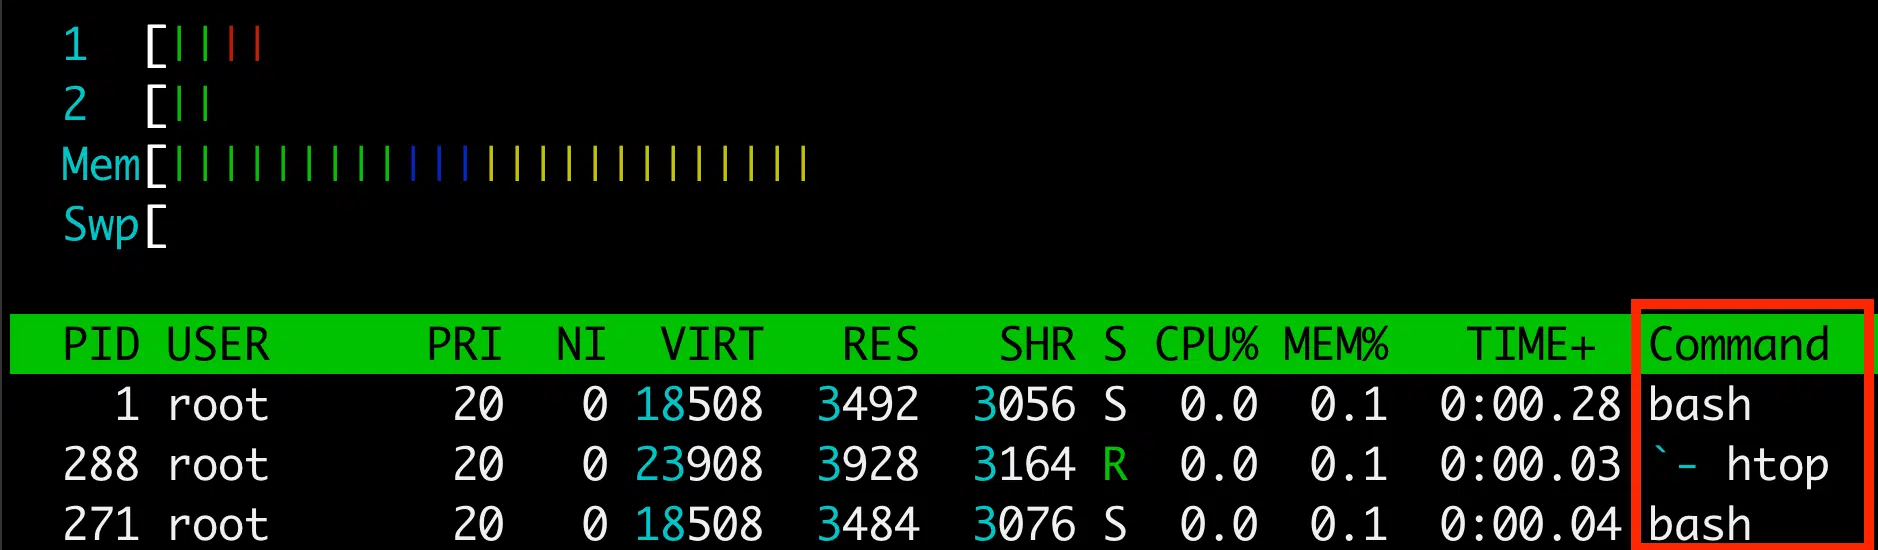 1 [||||
2 [||
Mem[|||||||||||||||||||||||||
Swp[
PID USER PRI NI VIRT RES SHR S CPU% MEM% TIME+ Command
1 root 20 0 18508 3492 3056 S 0.0 0.1 0:00.28 bash
288 root 20 0 23908 3928 3164 R 0.0 0.1 0:00.03 `- htop
271 root 20 0 18508 3484 3076 S 0.0 0.1 0:00.04 bash